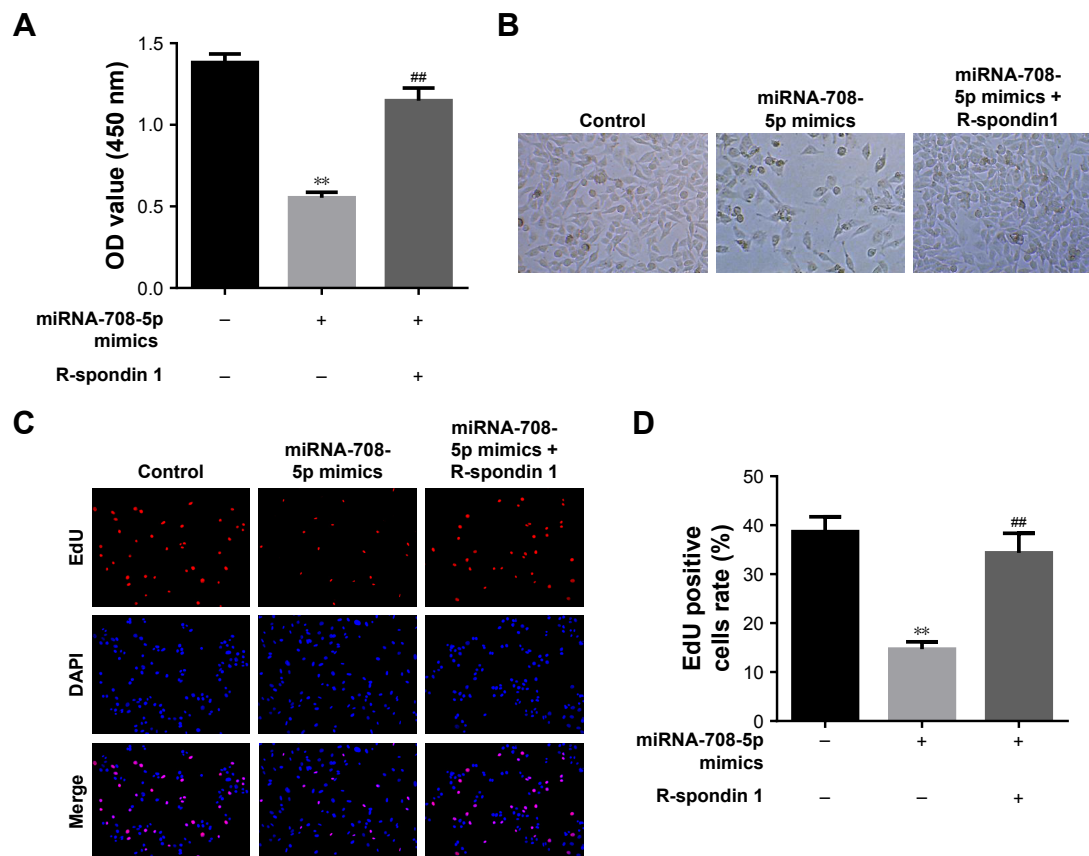 A
OD value (450 nm)
1.5
1.0
0.5
0.0
**
##
miRNA-708-5p
mimics
– + +
R-spondin 1
– – +
B
Control
miRNA-708-
5p mimics
miRNA-708-
5p mimics +
R-spondin1
C
Control
miRNA-708-
5p mimics
miRNA-708-
5p mimics +
R-spondin 1
EdU
DAPI
Merge
D
EdU positive
cells rate (%)
50
40
30
20
10
0
**
##
miRNA-708-5p
mimics
– + +
R-spondin 1
– – +